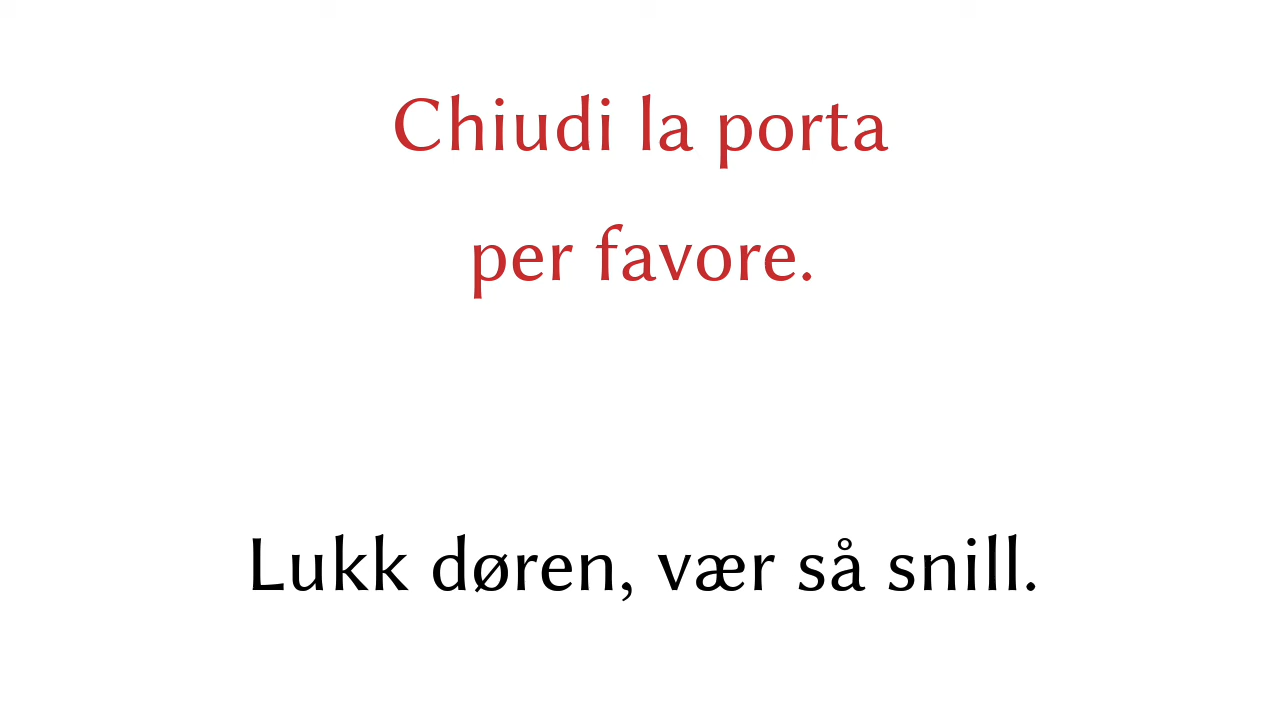 Chiudi la porta
per favore.
Lukk døren, vær så snill.